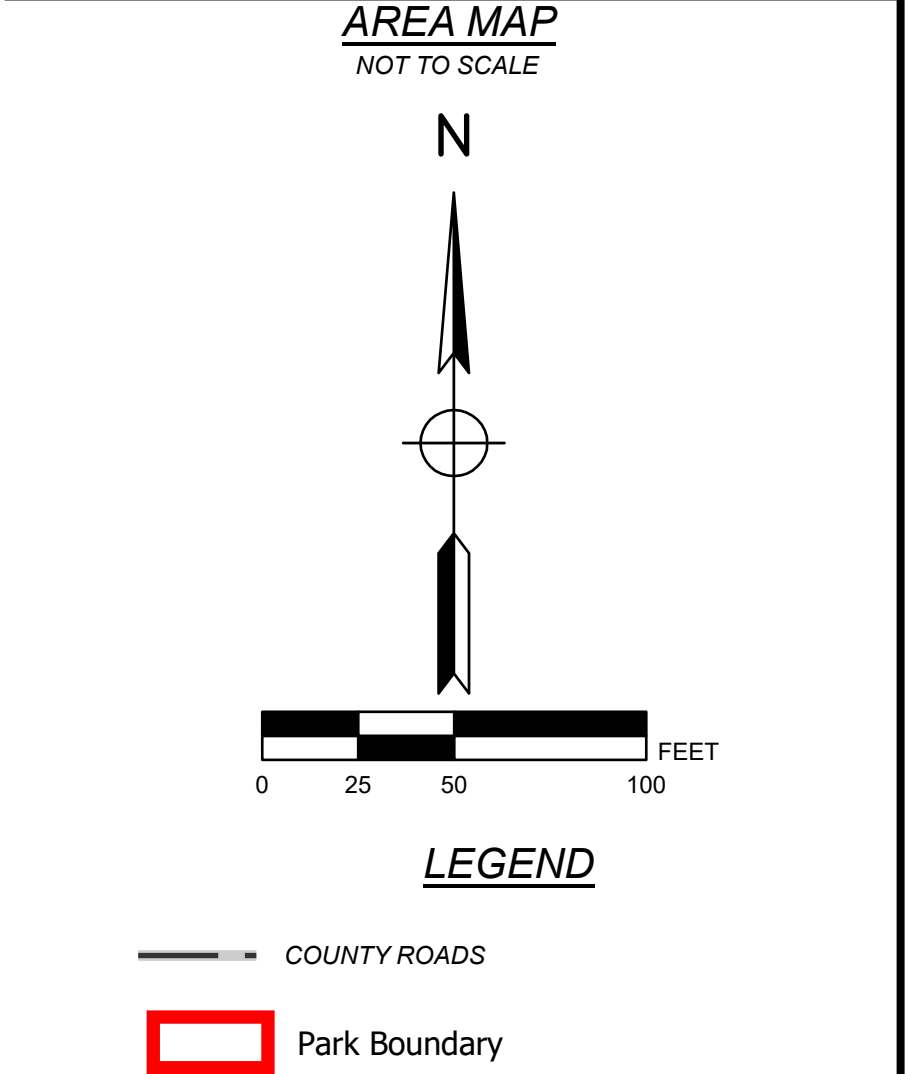 AREA MAP
NOT TO SCALE
N
FEET
0 25 50 100
LEGEND
COUNTY ROADS
Park Boundary